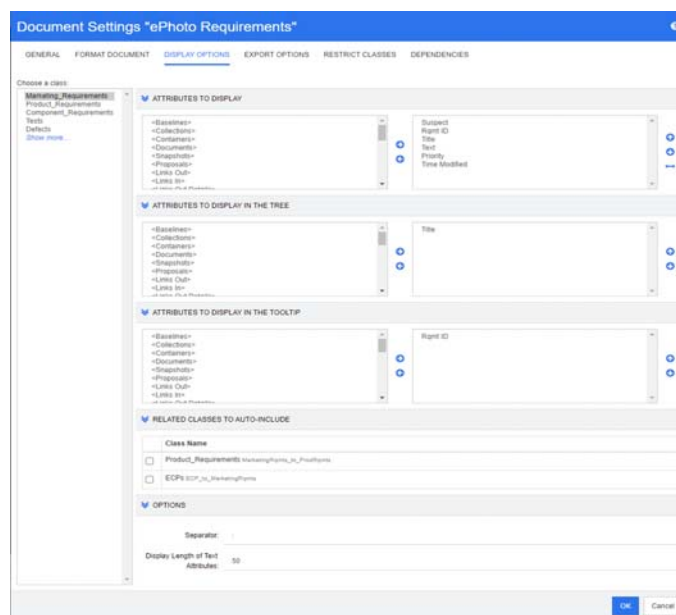 Document Settings "ePhoto Requirements"
GENERAL FORMAT DOCUMENT DISPLAY OPTIONS EXPORT OPTIONS RESTRICT CLASSES DEPENDENCIES
Choose a class:
Marketing_Requirements
Product_Requirements
Component_Requirements
Tests
Defects
Show more...
ATTRIBUTES TO DISPLAY
<Baselines>
<Collections>
<Containers>
<Documents>
<Snapshots>
<Proposals>
<Links Out>
<Links In>
Suspect
Rqmt ID
Title
Text
Priority
Time Modified
ATTRIBUTES TO DISPLAY IN THE TREE
<Baselines>
<Collections>
<Containers>
<Documents>
<Snapshots>
<Proposals>
<Links Out>
<Links In>
Title
ATTRIBUTES TO DISPLAY IN THE TOOLTIP
<Baselines>
<Collections>
<Containers>
<Documents>
<Snapshots>
<Proposals>
<Links Out>
<Links In>
Rqmt ID
RELATED CLASSES TO AUTO-INCLUDE
Class Name
Product_Requirements MarketingRqmts_to_ProdRqmts
ECPs ECP_to_MarketingRqmts
OPTIONS
Separator: :
Display Length of Text
Attributes: 50
OK Cancel